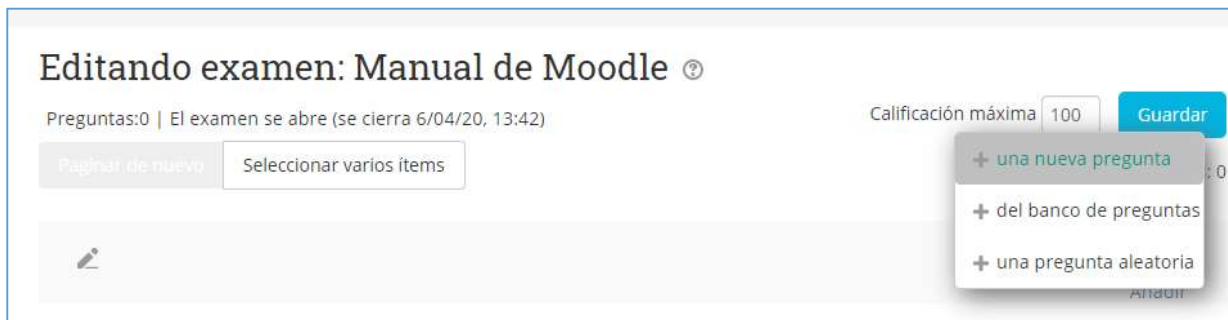 Editando examen: Manual de Moodle
Preguntas:0 | El examen se abre (se cierra 6/04/20, 13:42)
Calificación máxima 100 Guardar
Paginar de nuevo Seleccionar varios ítems
+ una nueva pregunta
: 0
+ del banco de preguntas
+ una pregunta aleatoria
Añadir